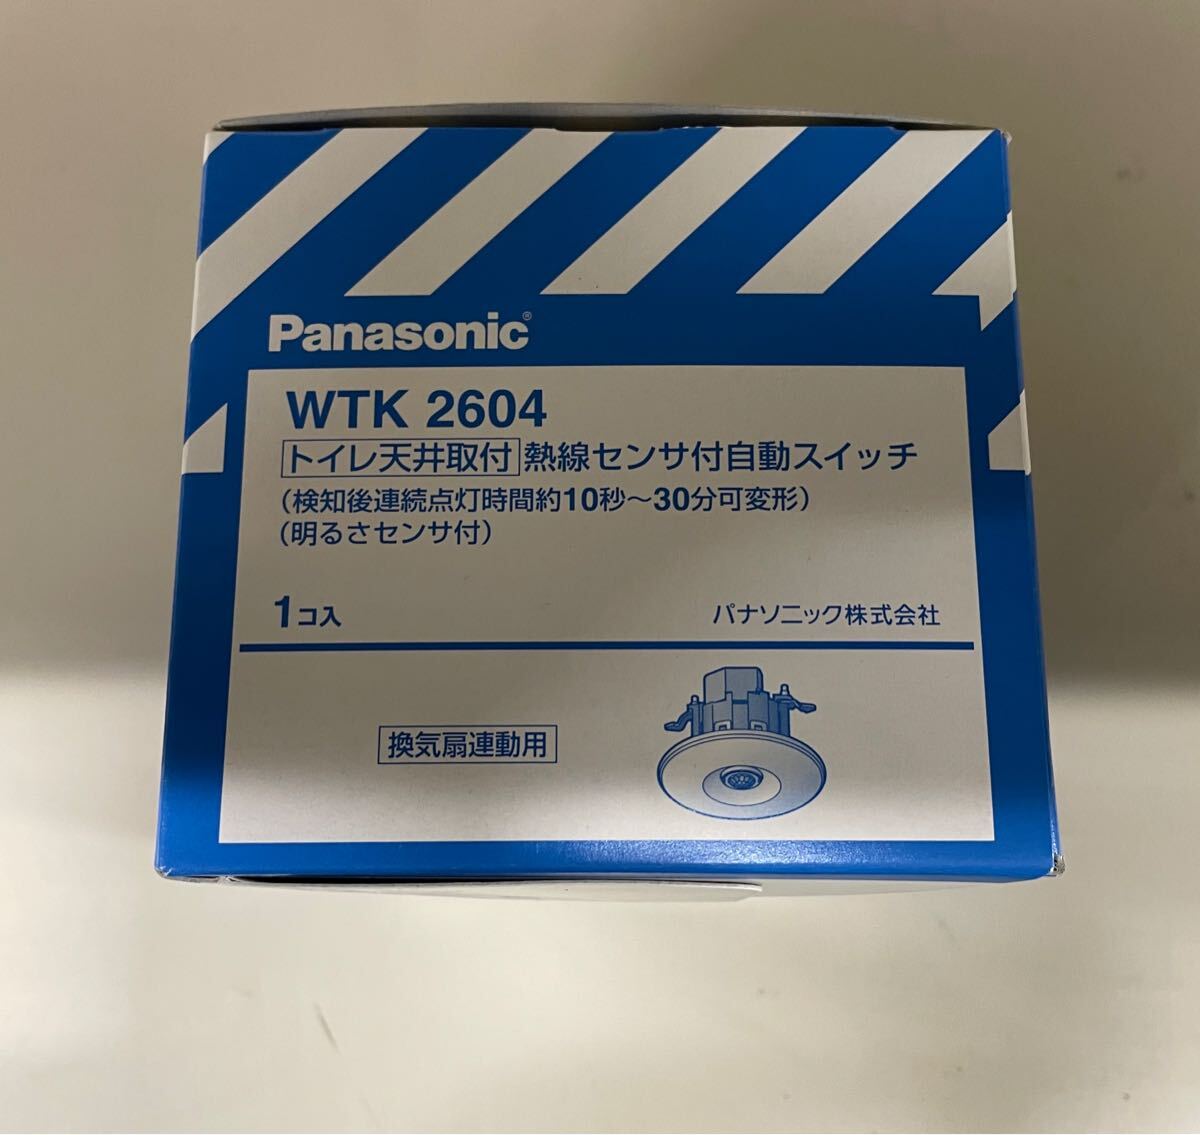 Panasonic®
WTK 2604
トイレ天井取付 熱線センサ付自動スイッチ
（検知後連続点灯時間約10秒〜30分可変形）
（明るさセンサ付）
1コ入
パナソニック株式会社
換気扇連動用